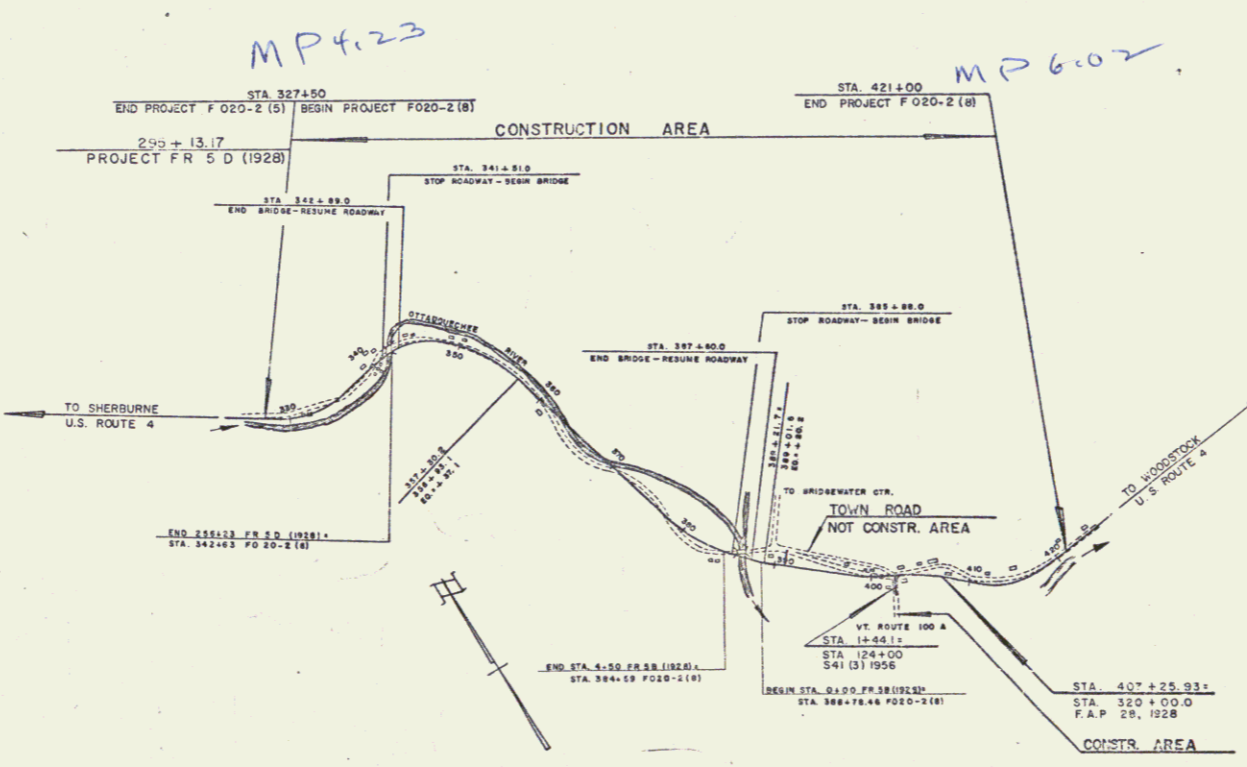 MP 4.23
MP 6.02
STA. 327+50
END PROJECT F 020-2 (5) BEGIN PROJECT F020-2(8)
STA. 421+00
END PROJECT F 020-2 (8)
CONSTRUCTION AREA
295 + 13.17
PROJECT FR 5 D (1928)
STA. 341 + 51.0
STOP ROADWAY - BEGIN BRIDGE
STA 342 + 89.0
END BRIDGE - RESUME ROADWAY
STA. 385 + 88.0
STOP ROADWAY - BEGIN BRIDGE
OTTAUQUECHEE
RIVER
STA. 387 + 60.0
END BRIDGE - RESUME ROADWAY
330
340
350
360
370
380
390
400
410
420
TO SHERBURNE
U.S. ROUTE 4
TO WOODSTOCK
U.S. ROUTE 4
TO BRIDGEWATER CTR.
TOWN ROAD
NOT CONSTR. AREA
END 255+23 FR 5 D (1928) =
STA. 342+63 FO 20-2 (8)
VT. ROUTE 100 A
STA. 1+44.1 =
STA 124+00
S41 (3) 1956
END STA. 4+50 FR 5B (1928) =
STA. 384+59 FO20-2(8)
BEGIN STA. 0+00 FR 5B (1928) =
STA. 388+78.46 FO20-2(8)
STA. 407 + 25.93 =
STA. 320 + 00.0
F.A.P 28, 1928
CONSTR. AREA